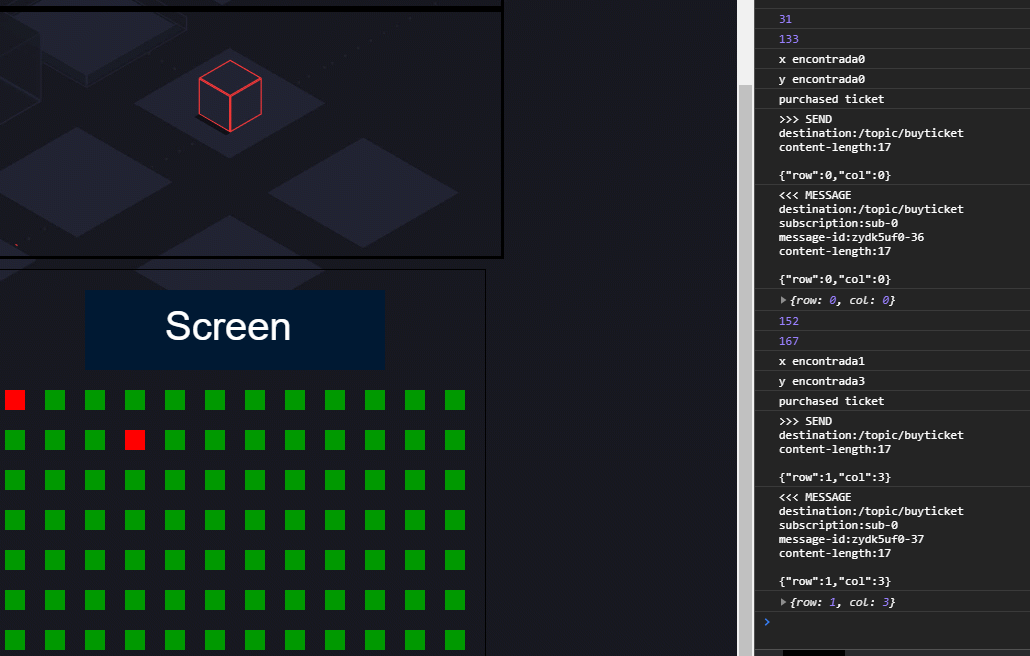 Screen
31
133
x encontrada0
y encontrada0
purchased ticket
>>> SEND
destination:/topic/buyticket
content-length:17
{"row":0,"col":0}
<<< MESSAGE
destination:/topic/buyticket
subscription:sub-0
message-id:zydk5uf0-36
content-length:17
{"row":0,"col":0}
{row: 0, col: 0}
152
167
x encontrada1
y encontrada3
purchased ticket
>>> SEND
destination:/topic/buyticket
content-length:17
{"row":1,"col":3}
<<< MESSAGE
destination:/topic/buyticket
subscription:sub-0
message-id:zydk5uf0-37
content-length:17
{"row":1,"col":3}
{row: 1, col: 3}